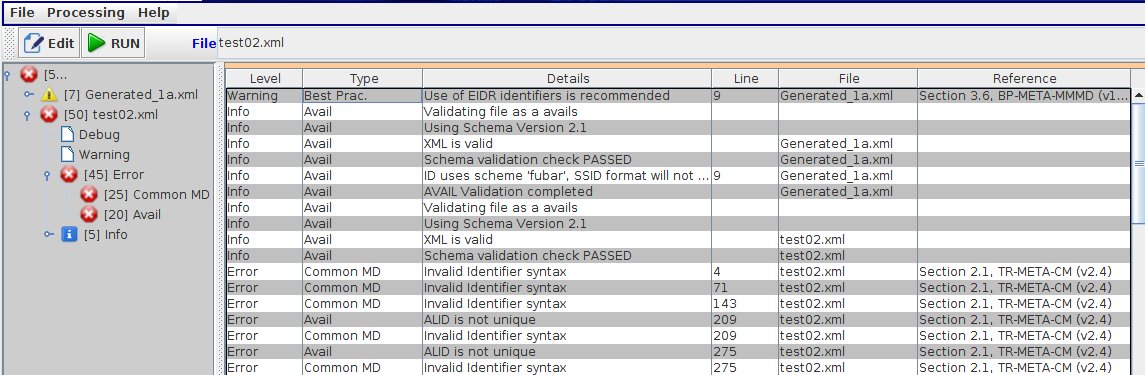 File Processing Help
Edit RUN File test02.xml
[5...
[7] Generated_1a.xml
[50] test02.xml
Debug
Warning
[45] Error
[25] Common MD
[20] Avail
[5] Info
Level Type Details Line File Reference
Warning Best Prac. Use of EIDR identifiers is recommended 9 Generated_1a.xml Section 3.6, BP-META-MMMD (v1...
Info Avail Validating file as a avails
Info Avail Using Schema Version 2.1
Info Avail XML is valid Generated_1a.xml
Info Avail Schema validation check PASSED Generated_1a.xml
Info Avail ID uses scheme 'fubar', SSID format will not ... 9 Generated_1a.xml
Info Avail AVAIL Validation completed Generated_1a.xml
Info Avail Validating file as a avails
Info Avail Using Schema Version 2.1
Info Avail XML is valid test02.xml
Info Avail Schema validation check PASSED test02.xml
Error Common MD Invalid Identifier syntax 4 test02.xml Section 2.1, TR-META-CM (v2.4)
Error Common MD Invalid Identifier syntax 71 test02.xml Section 2.1, TR-META-CM (v2.4)
Error Common MD Invalid Identifier syntax 143 test02.xml Section 2.1, TR-META-CM (v2.4)
Error Avail ALID is not unique 209 test02.xml Section 2.1, TR-META-CM (v2.4)
Error Common MD Invalid Identifier syntax 209 test02.xml Section 2.1, TR-META-CM (v2.4)
Error Avail ALID is not unique 275 test02.xml Section 2.1, TR-META-CM (v2.4)
Error Common MD Invalid Identifier syntax 275 test02.xml Section 2.1, TR-META-CM (v2.4)